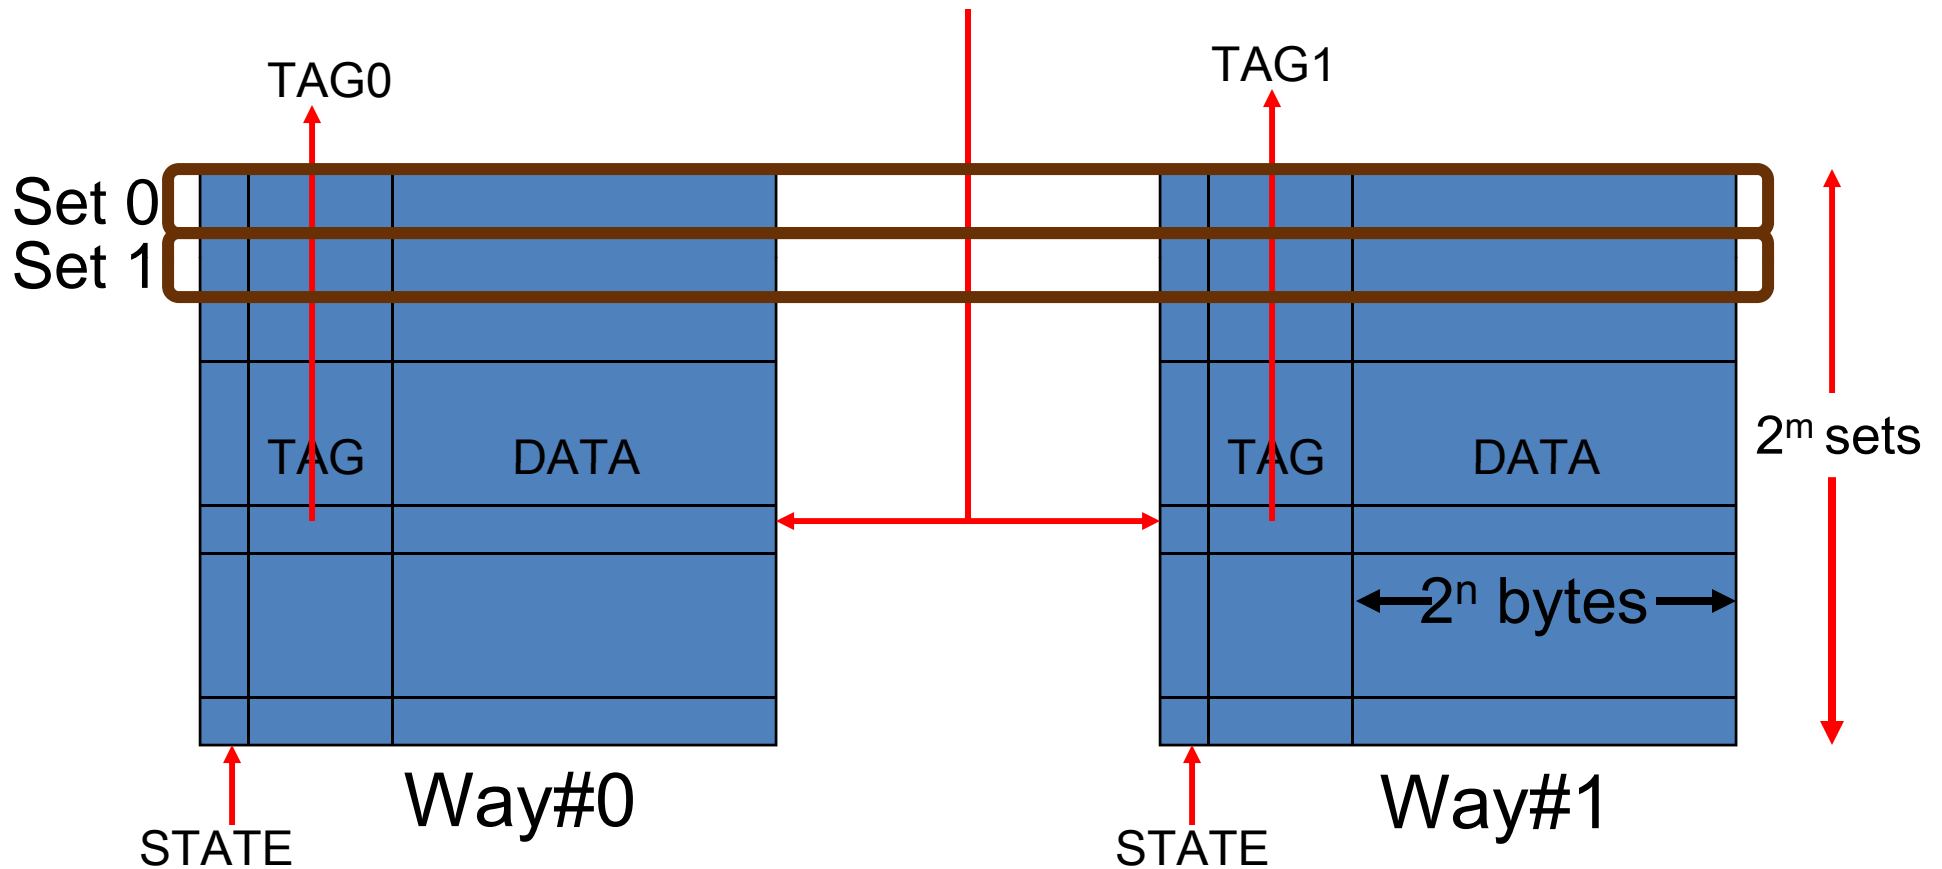 TAG0
TAG1
Set 0
Set 1
TAG
DATA
TAG
DATA
2ᵐ sets
2ⁿ bytes
Way#0
Way#1
STATE
STATE